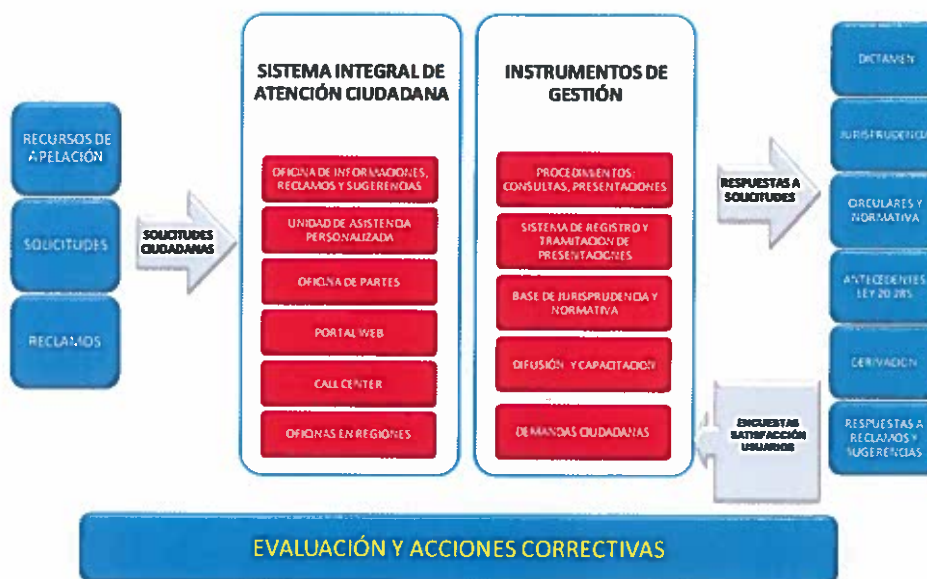 RECURSOS DE
APELACIÓN
SOLICITUDES
RECLAMOS
SOLICITUDES
CIUDADANAS
SISTEMA INTEGRAL DE
ATENCIÓN CIUDADANA
OFICINA DE INFORMACIONES,
RECLAMOS Y SUGERENCIAS
UNIDAD DE ASISTENCIA
PERSONALIZADA
OFICINA DE PARTES
PORTAL WEB
CALL CENTER
OFICINAS EN REGIONES
INSTRUMENTOS DE
GESTIÓN
PROCEDIMIENTOS:
CONSULTAS, PRESENTACIONES
SISTEMA DE REGISTRO Y
TRAMITACION DE
PRESENTACIONES
BASE DE JURISPRUDENCIA Y
NORMATIVA
DIFUSIÓN Y CAPACITACION
DEMANDAS CIUDADANAS
RESPUESTAS A
SOLICITUDES
ENCUESTAS
SATISFACCIÓN
USUARIOS
DICTAMEN
JURISPRUDENCIA
CIRCULARES Y
NORMATIVA
ANTECEDENTES
LEY 20.285
DERIVACION
RESPUESTAS A
RECLAMOS Y
SUGERENCIAS
EVALUACIÓN Y ACCIONES CORRECTIVAS